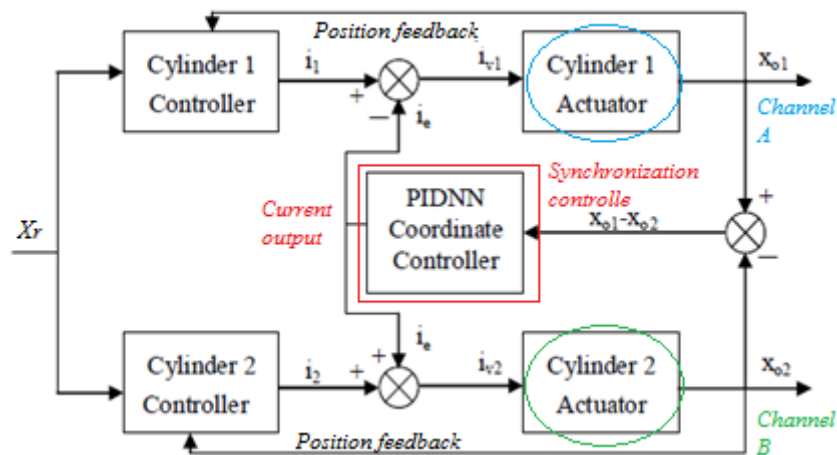 Position feedback
Cylinder 1
Controller
i1
+
−
ie
iv1
Cylinder 1
Actuator
xo1
Channel
A
Xr
Current
output
PIDNN
Coordinate
Controller
Synchronization
controlle
xo1-xo2
+
−
Cylinder 2
Controller
i2
+
+
ie
iv2
Cylinder 2
Actuator
xo2
Channel
B
Position feedback